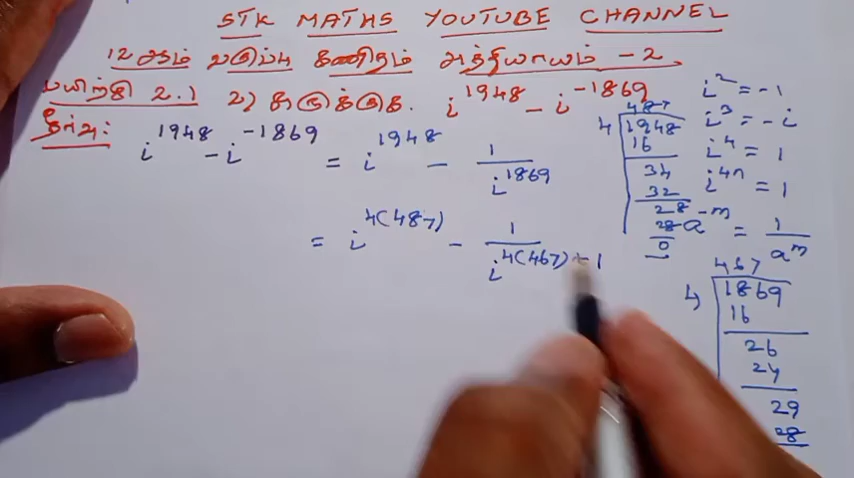 STK MATHS YOUTUBE CHANNEL
12ஆம் வகுப்பு கணிதம் அத்தியாயம் - 2.
பயிற்சி 2.1 2) சுருக்குக. i^1948 - i^-1869
தீர்வு:
i^1948 - i^-1869 = i^1948 - 1/i^1869
= i^4(487) - 1/i^4(467)+1
i^2 = -1
i^3 = -i
i^4 = 1
i^4n = 1
a^-m = 1/a^m
487
4 1948
16
34
32
28
28
0
467
4 1869
16
26
24
29
28